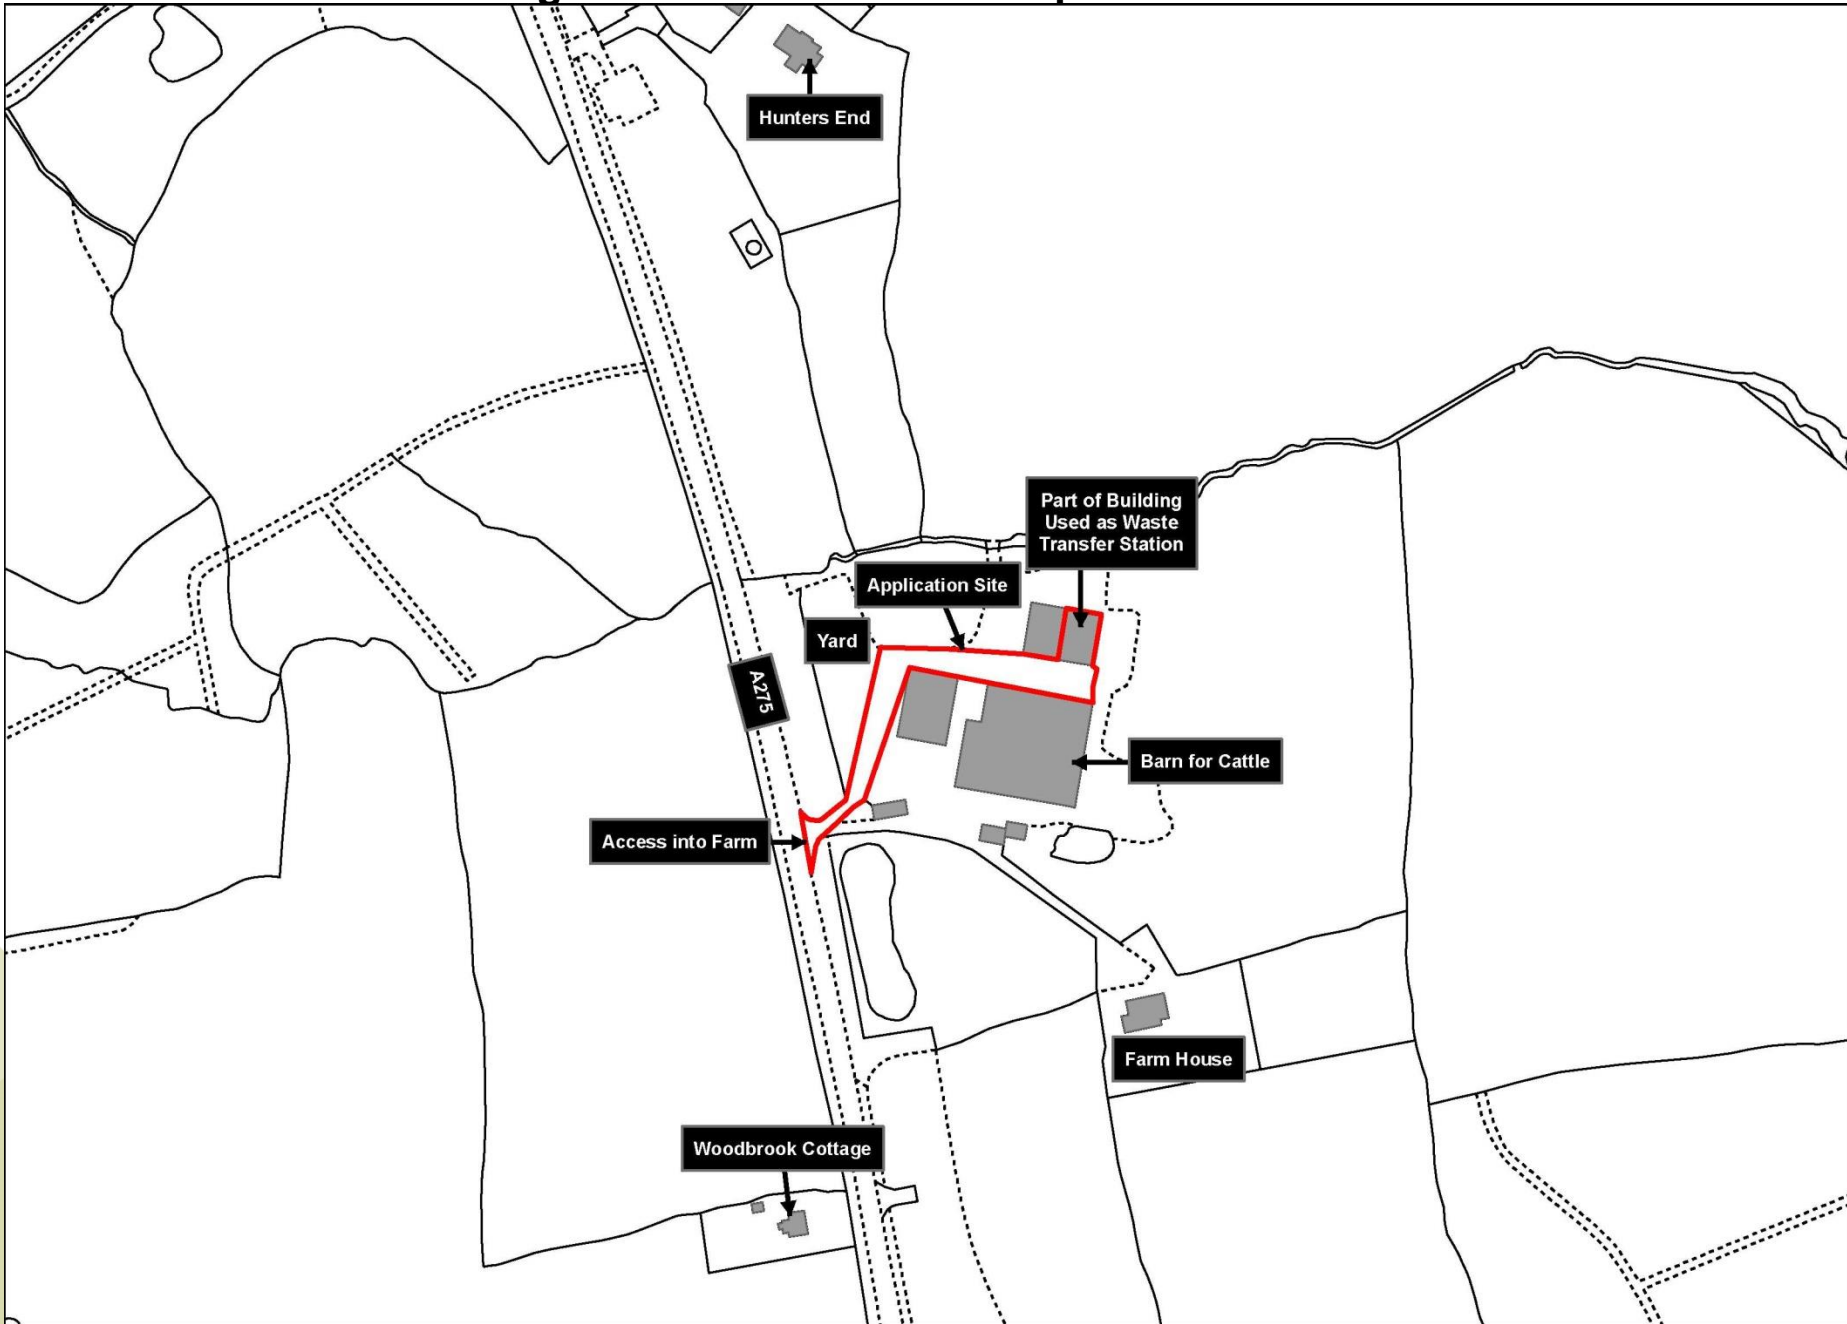 Hunters End
Part of Building
Used as Waste
Transfer Station
Application Site
Yard
A275
Barn for Cattle
Access into Farm
Farm House
Woodbrook Cottage